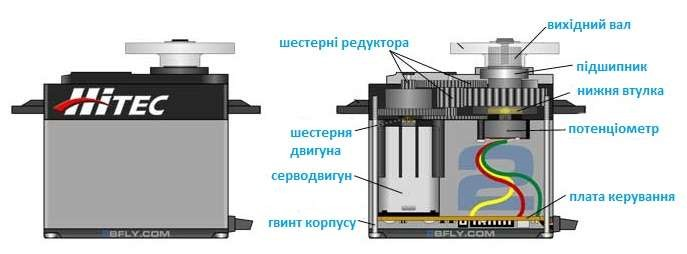 HiTEC
BFLY.COM
шестерні редуктора
вихідний вал
підшипник
нижня втулка
потенціометр
шестерня
двигуна
серводвигун
гвинт корпусу
плата керування
BFLY.COM